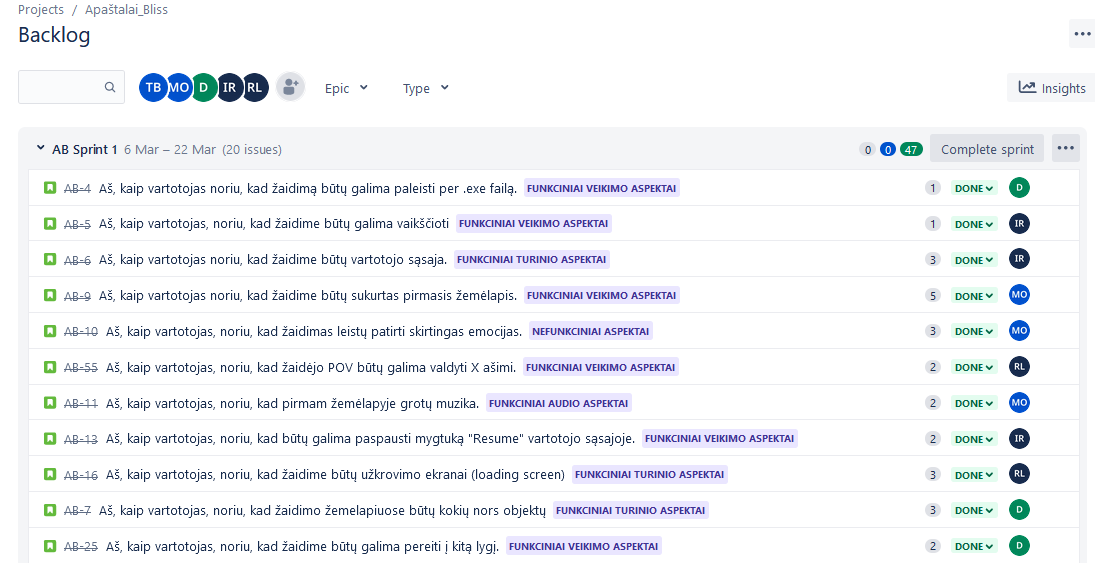 Projects / Apaštalai_Bliss
Backlog
TB MO D IR RL Epic Type Insights
AB Sprint 1 6 Mar – 22 Mar (20 issues) 0 0 47 Complete sprint
AB-4 Aš, kaip vartotojas noriu, kad žaidimą būtų galima paleisti per .exe failą. FUNKCINIAI VEIKIMO ASPEKTAI 1 DONE D
AB-5 Aš, kaip vartotojas, noriu, kad žaidime būtų galima vaikščioti FUNKCINIAI VEIKIMO ASPEKTAI 1 DONE IR
AB-6 Aš, kaip vartotojas noriu, kad žaidime būtų vartotojo sąsaja. FUNKCINIAI TURINIO ASPEKTAI 3 DONE IR
AB-9 Aš, kaip vartotojas noriu, kad žaidime būtų sukurtas pirmasis žemėlapis. FUNKCINIAI VEIKIMO ASPEKTAI 5 DONE MO
AB-10 Aš, kaip vartotojas, noriu, kad žaidimas leistų patirti skirtingas emocijas. NEFUNKCINIAI ASPEKTAI 3 DONE MO
AB-55 Aš, kaip vartotojas, noriu, kad žaidėjo POV būtų galima valdyti X ašimi. FUNKCINIAI VEIKIMO ASPEKTAI 2 DONE RL
AB-11 Aš, kaip vartotojas, noriu, kad pirmam žemėlapyje grotų muzika. FUNKCINIAI AUDIO ASPEKTAI 2 DONE MO
AB-13 Aš, kaip vartotojas, noriu, kad būtų galima paspausti mygtuką "Resume" vartotojo sąsajoje. FUNKCINIAI VEIKIMO ASPEKTAI 2 DONE IR
AB-16 Aš, kaip vartotojas, noriu, kad žaidime būtų užkrovimo ekranai (loading screen) FUNKCINIAI TURINIO ASPEKTAI 3 DONE RL
AB-7 Aš, kaip vartotojas, noriu, kad žaidimo žemelapiuose būtų kokių nors objektų FUNKCINIAI TURINIO ASPEKTAI 3 DONE D
AB-25 Aš, kaip vartotojas, noriu, kad žaidime būtų galima pereiti į kitą lygį. FUNKCINIAI VEIKIMO ASPEKTAI 2 DONE D